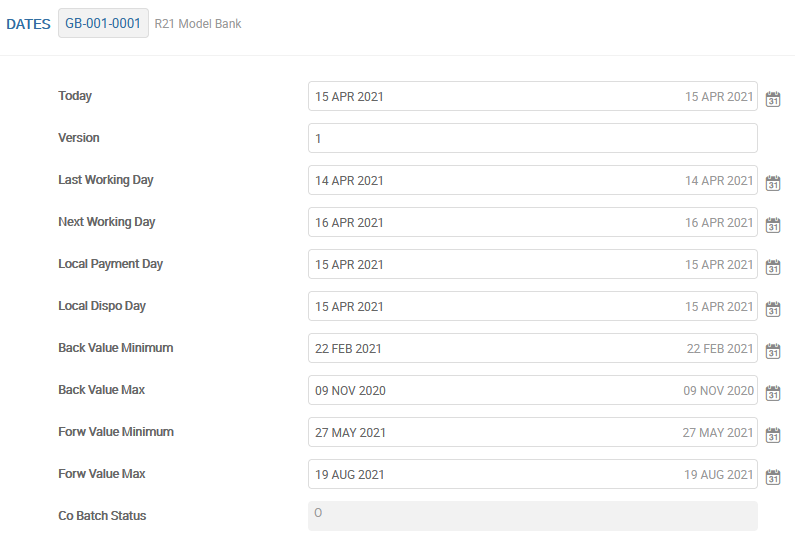 DATES GB-001-0001 R21 Model Bank
Today 15 APR 2021 15 APR 2021 31
Version 1
Last Working Day 14 APR 2021 14 APR 2021 31
Next Working Day 16 APR 2021 16 APR 2021 31
Local Payment Day 15 APR 2021 15 APR 2021 31
Local Dispo Day 15 APR 2021 15 APR 2021 31
Back Value Minimum 22 FEB 2021 22 FEB 2021 31
Back Value Max 09 NOV 2020 09 NOV 2020 31
Forw Value Minimum 27 MAY 2021 27 MAY 2021 31
Forw Value Max 19 AUG 2021 19 AUG 2021 31
Co Batch Status O